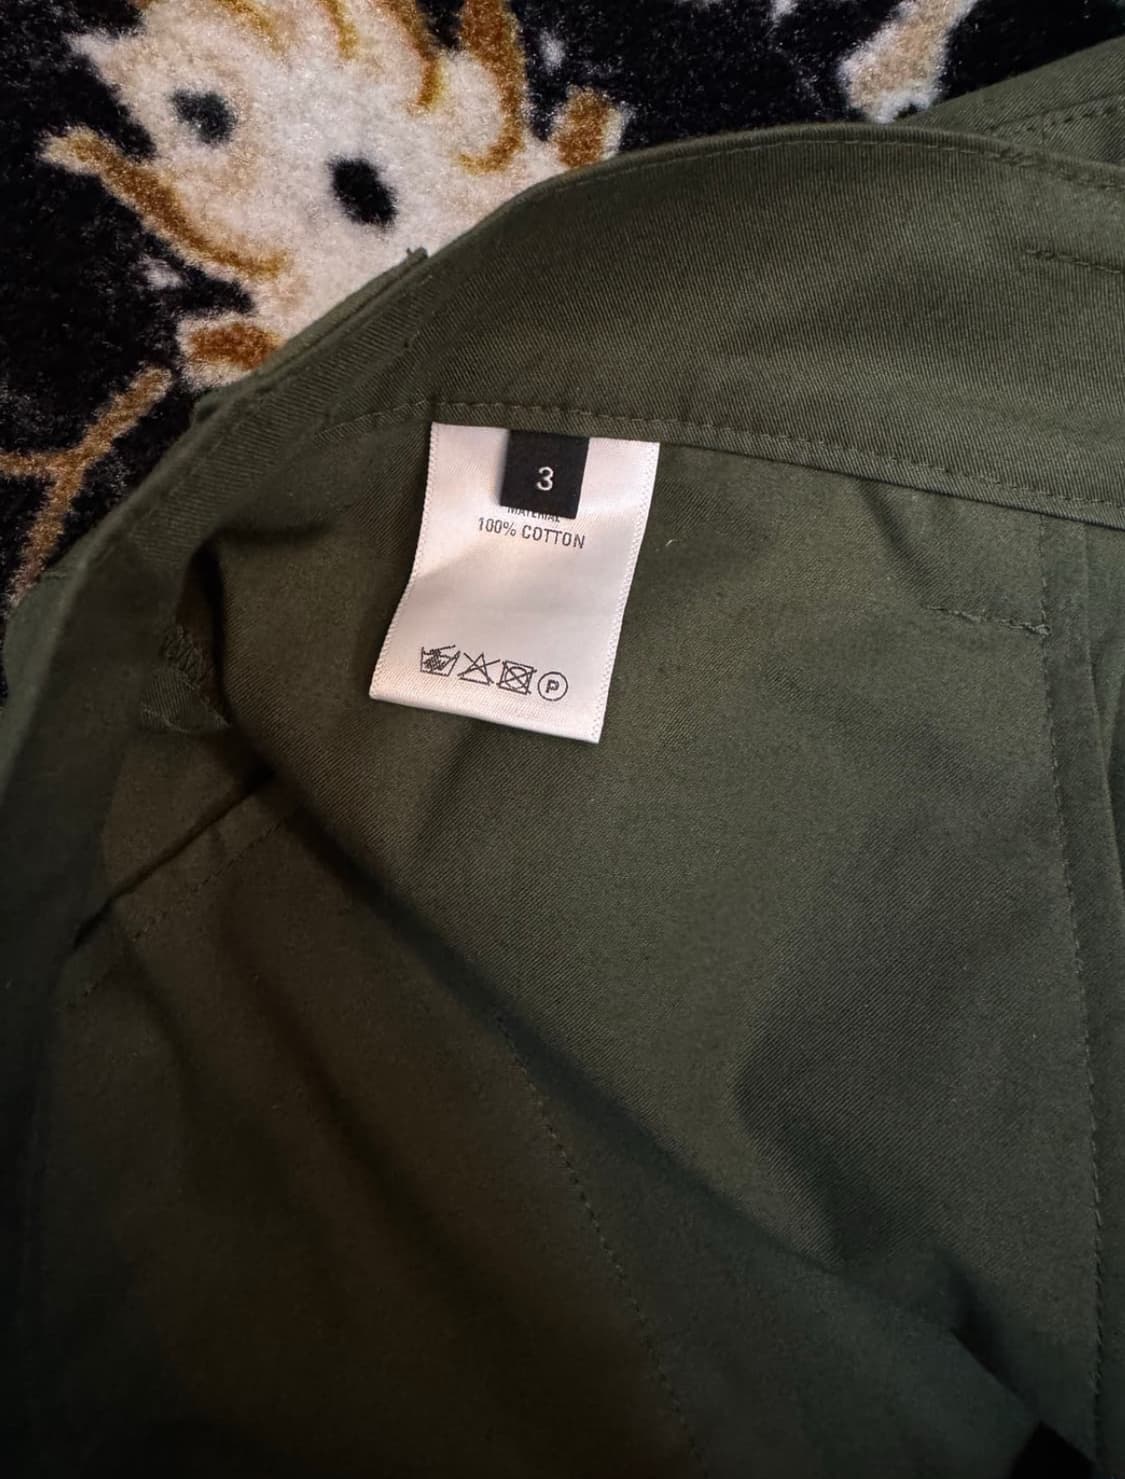 3
MATERIAL
100% COTTON
P